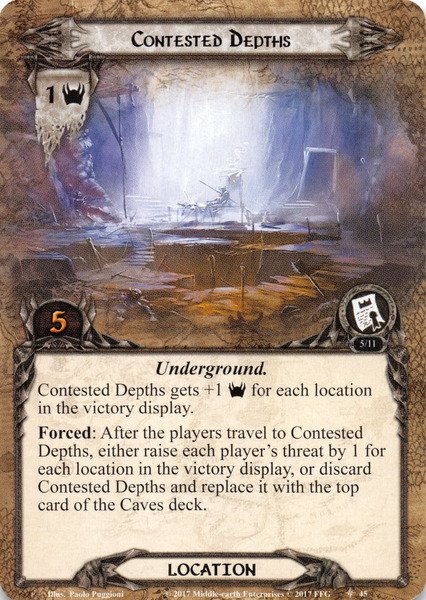 Contested Depths
1
5
5/11
Underground.
Contested Depths gets +1 for each location
in the victory display.
Forced: After the players travel to Contested
Depths, either raise each player's threat by 1 for
each location in the victory display, or discard
Contested Depths and replace it with the top
card of the Caves deck.
LOCATION
Illus. Paolo Puggioni © 2017 Middle-earth Enterprises © 2017 FFG 45